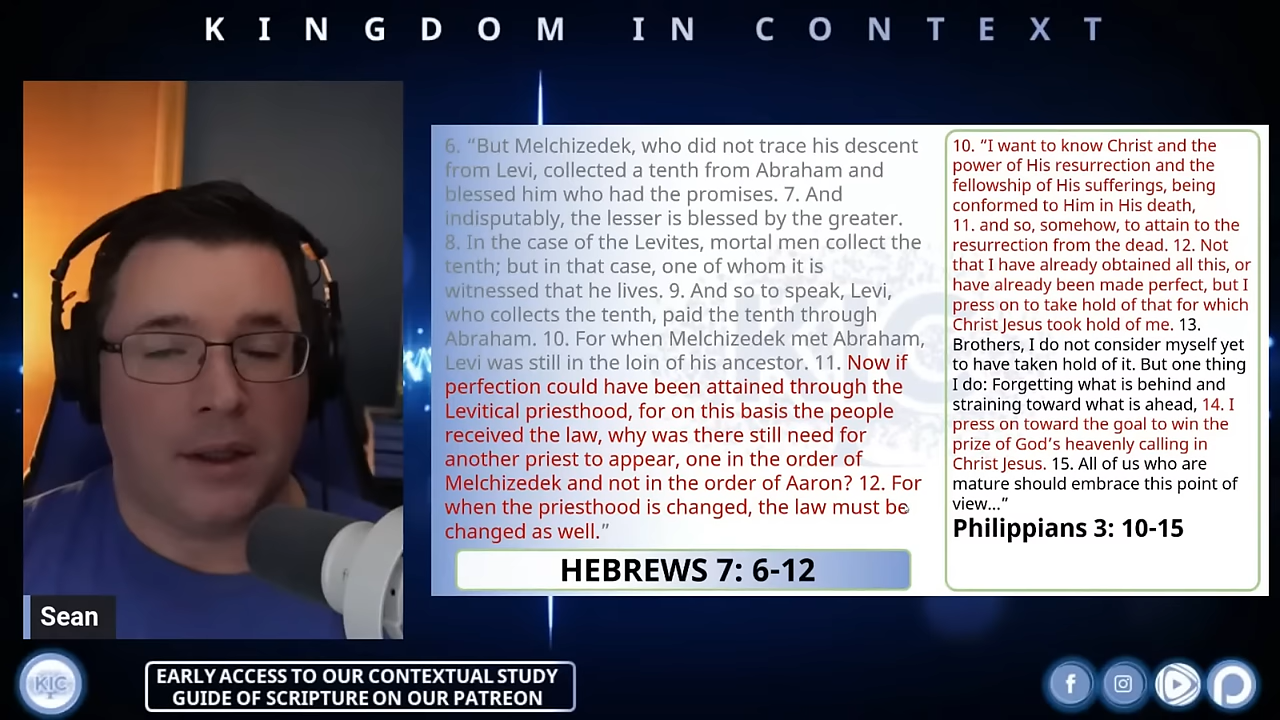 KINGDOM IN CONTEXT
6. “But Melchizedek, who did not trace his descent
from Levi, collected a tenth from Abraham and
blessed him who had the promises. 7. And
indisputably, the lesser is blessed by the greater.
8. In the case of the Levites, mortal men collect the
tenth; but in that case, one of whom it is
witnessed that he lives. 9. And so to speak, Levi,
who collects the tenth, paid the tenth through
Abraham. 10. For when Melchizedek met Abraham,
Levi was still in the loin of his ancestor. 11. Now if
perfection could have been attained through the
Levitical priesthood, for on this basis the people
received the law, why was there still need for
another priest to appear, one in the order of
Melchizedek and not in the order of Aaron? 12. For
when the priesthood is changed, the law must be
changed as well.”
HEBREWS 7: 6-12
10. “I want to know Christ and the
power of His resurrection and the
fellowship of His sufferings, being
conformed to Him in His death,
11. and so, somehow, to attain to the
resurrection from the dead. 12. Not
that I have already obtained all this, or
have already been made perfect, but I
press on to take hold of that for which
Christ Jesus took hold of me. 13.
Brothers, I do not consider myself yet
to have taken hold of it. But one thing
I do: Forgetting what is behind and
straining toward what is ahead, 14. I
press on toward the goal to win the
prize of God’s heavenly calling in
Christ Jesus. 15. All of us who are
mature should embrace this point of
view...”
Philippians 3: 10-15
Sean
KIC
EARLY ACCESS TO OUR CONTEXTUAL STUDY
GUIDE OF SCRIPTURE ON OUR PATREON